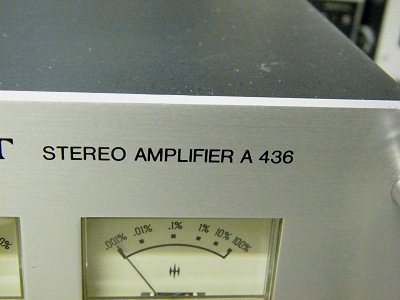 T STEREO AMPLIFIER A 436
.001% .01% .1% 1% 10% 100%